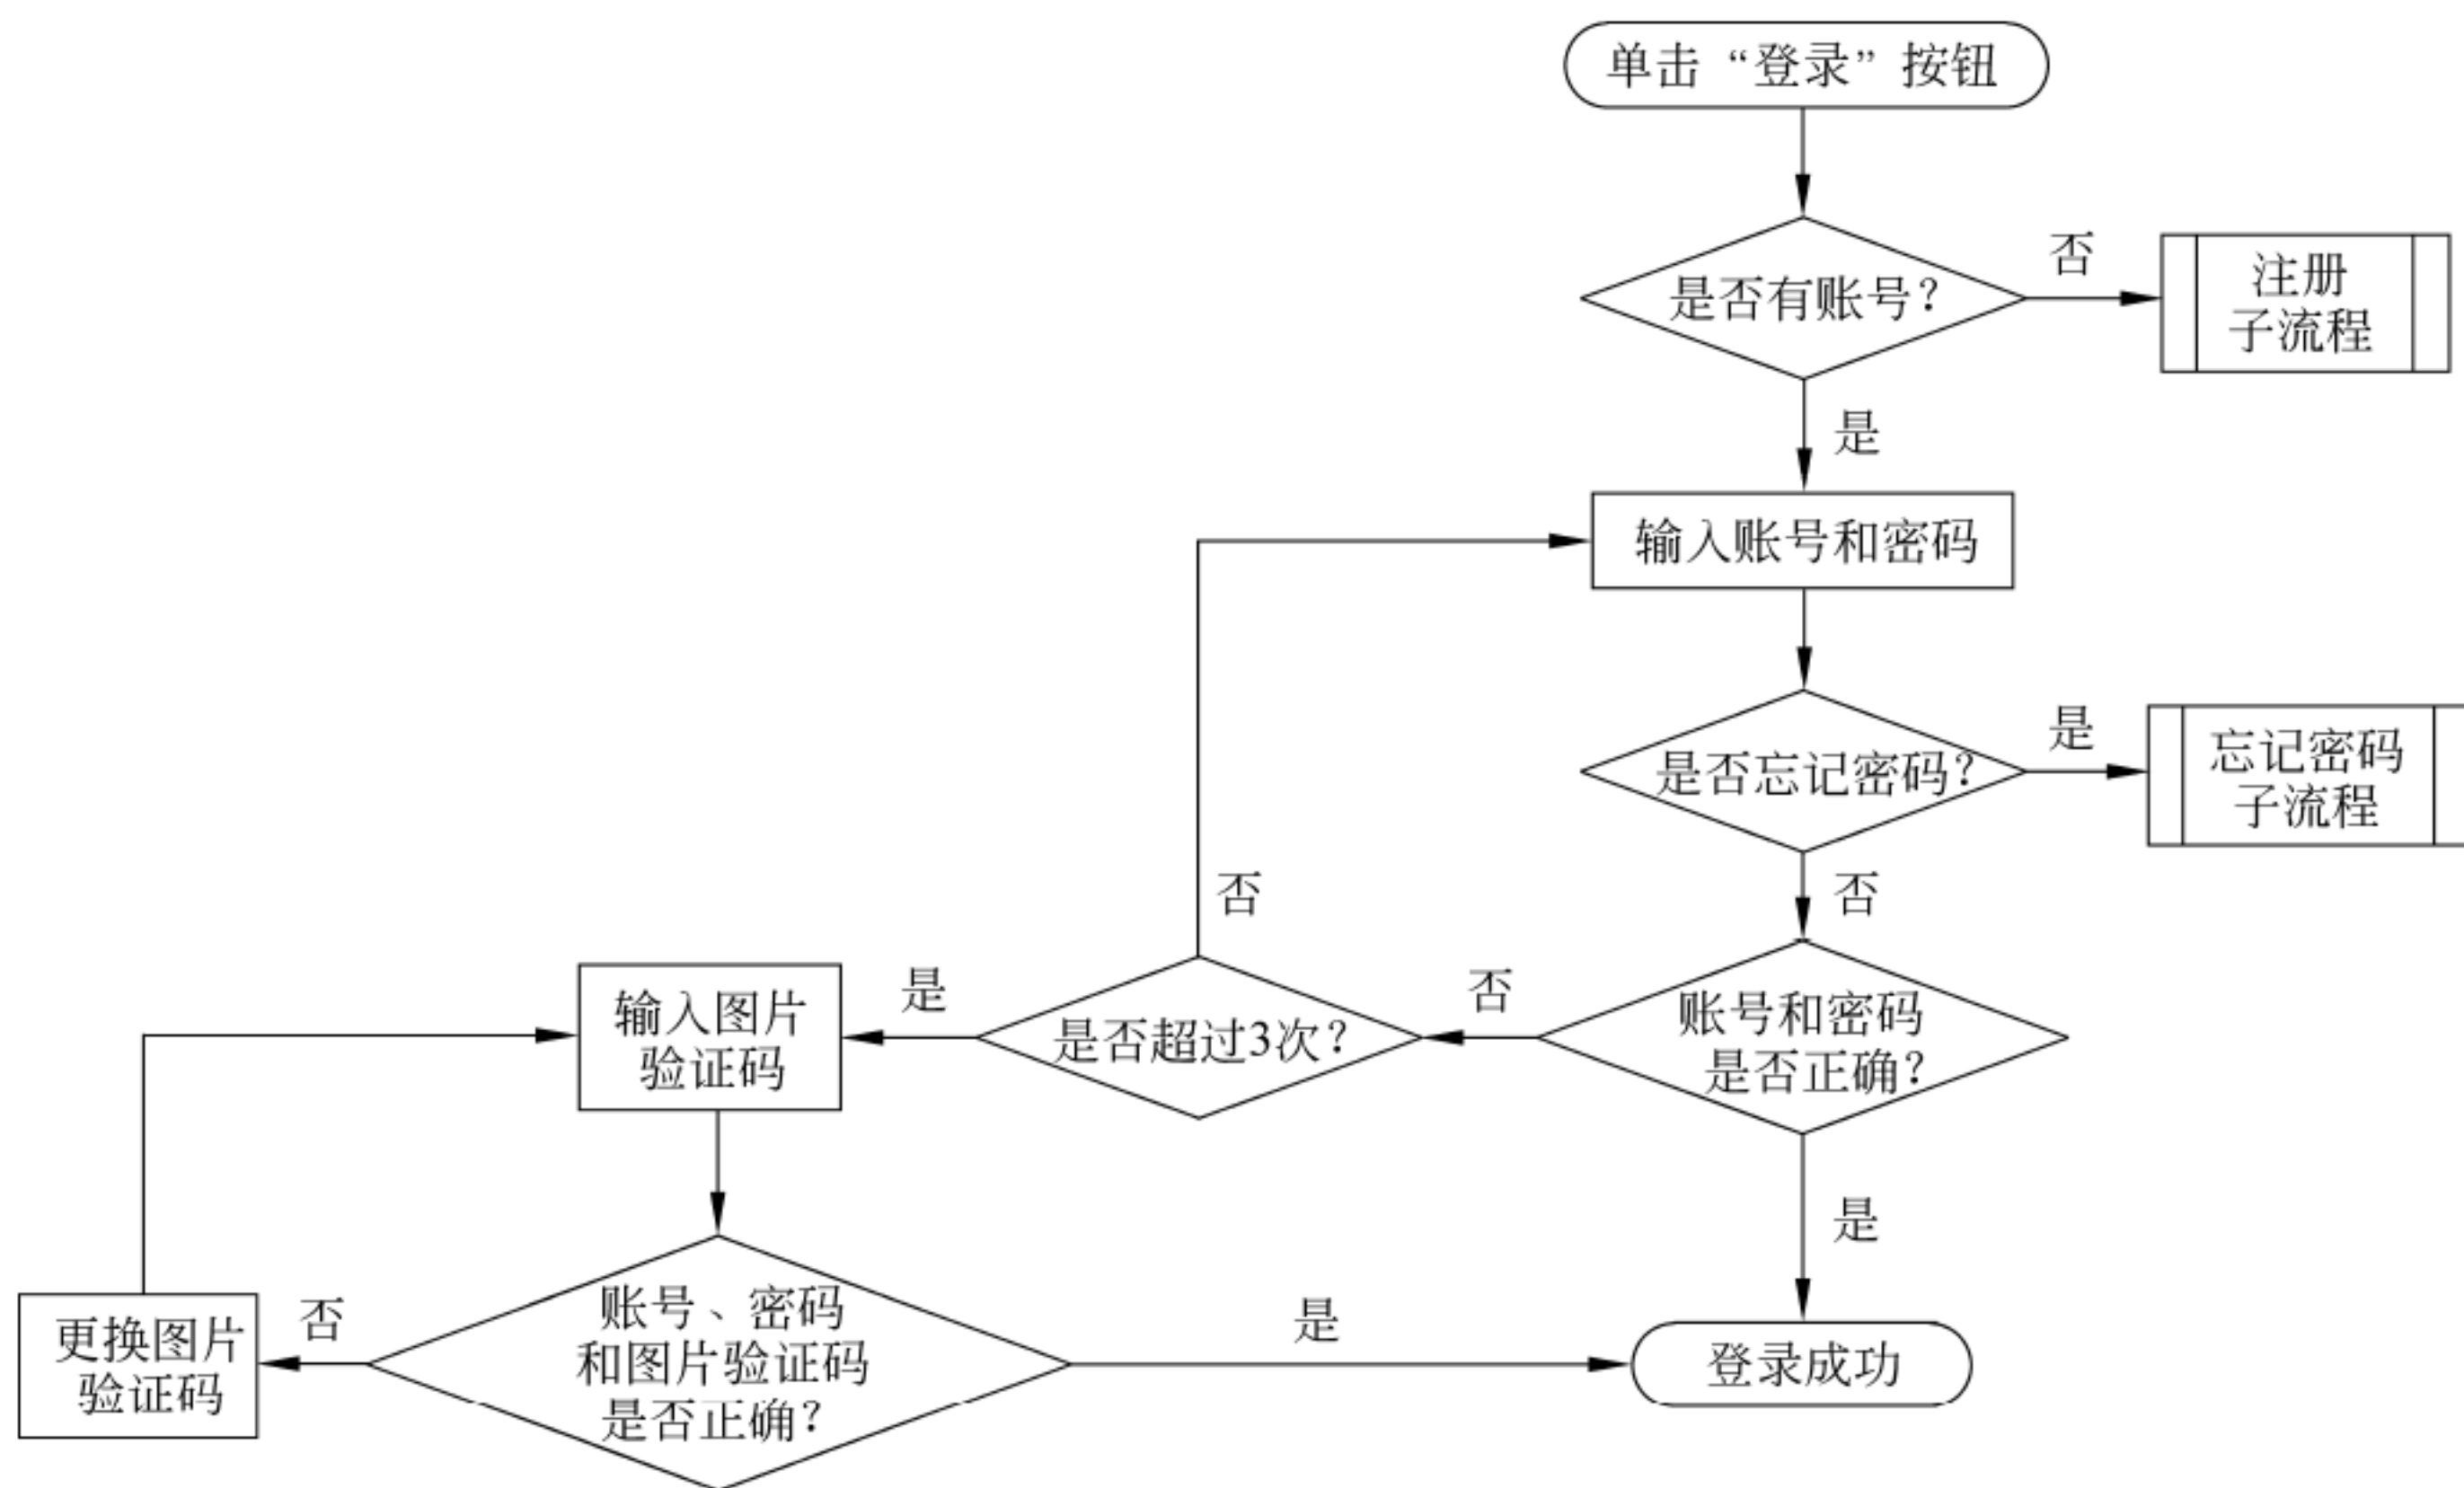 单击 “登录” 按钮
是否有账号？
否
注册
子流程
是
输入账号和密码
是否忘记密码？
是
忘记密码
子流程
否
否
账号和密码
是否正确？
否
是否超过3次？
是
输入图片
验证码
是
账号、密码
和图片验证码
是否正确？
否
更换图片
验证码
是
登录成功